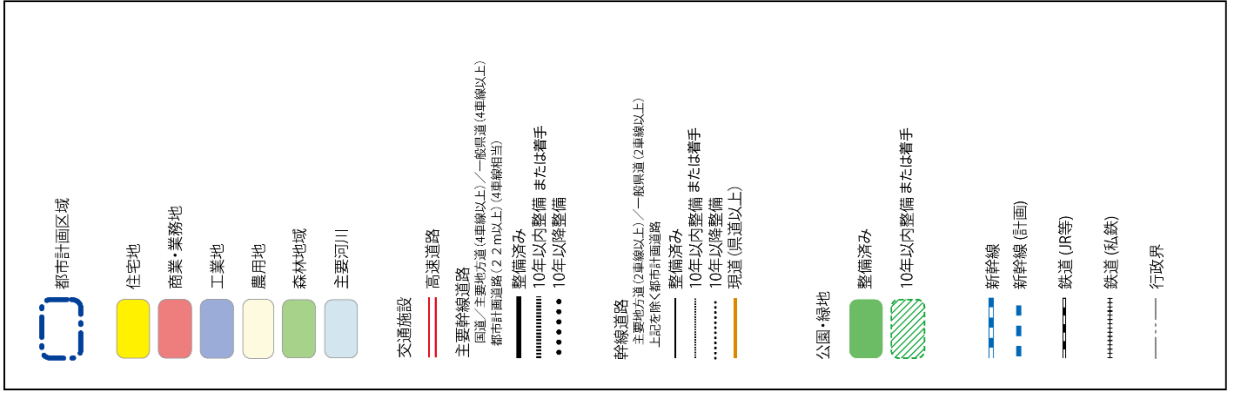 都市計画区域
住宅地
商業・業務地
工業地
農用地
森林地域
主要河川
交通施設
高速道路
主要幹線道路
国道／主要地方道(4車線以上)／一般県道(4車線以上)
都市計画道路(22m以上)(4車線相当)
整備済み
10年以内整備 または着手
10年以降整備
幹線道路
主要地方道(2車線以上)／一般県道(2車線以上)
上記を除く都市計画道路
整備済み
10年以内整備 または着手
10年以降整備
現道(県道以上)
公園・緑地
整備済み
10年以内整備 または着手
新幹線
新幹線(計画)
鉄道(JR等)
鉄道(私鉄)
行政界